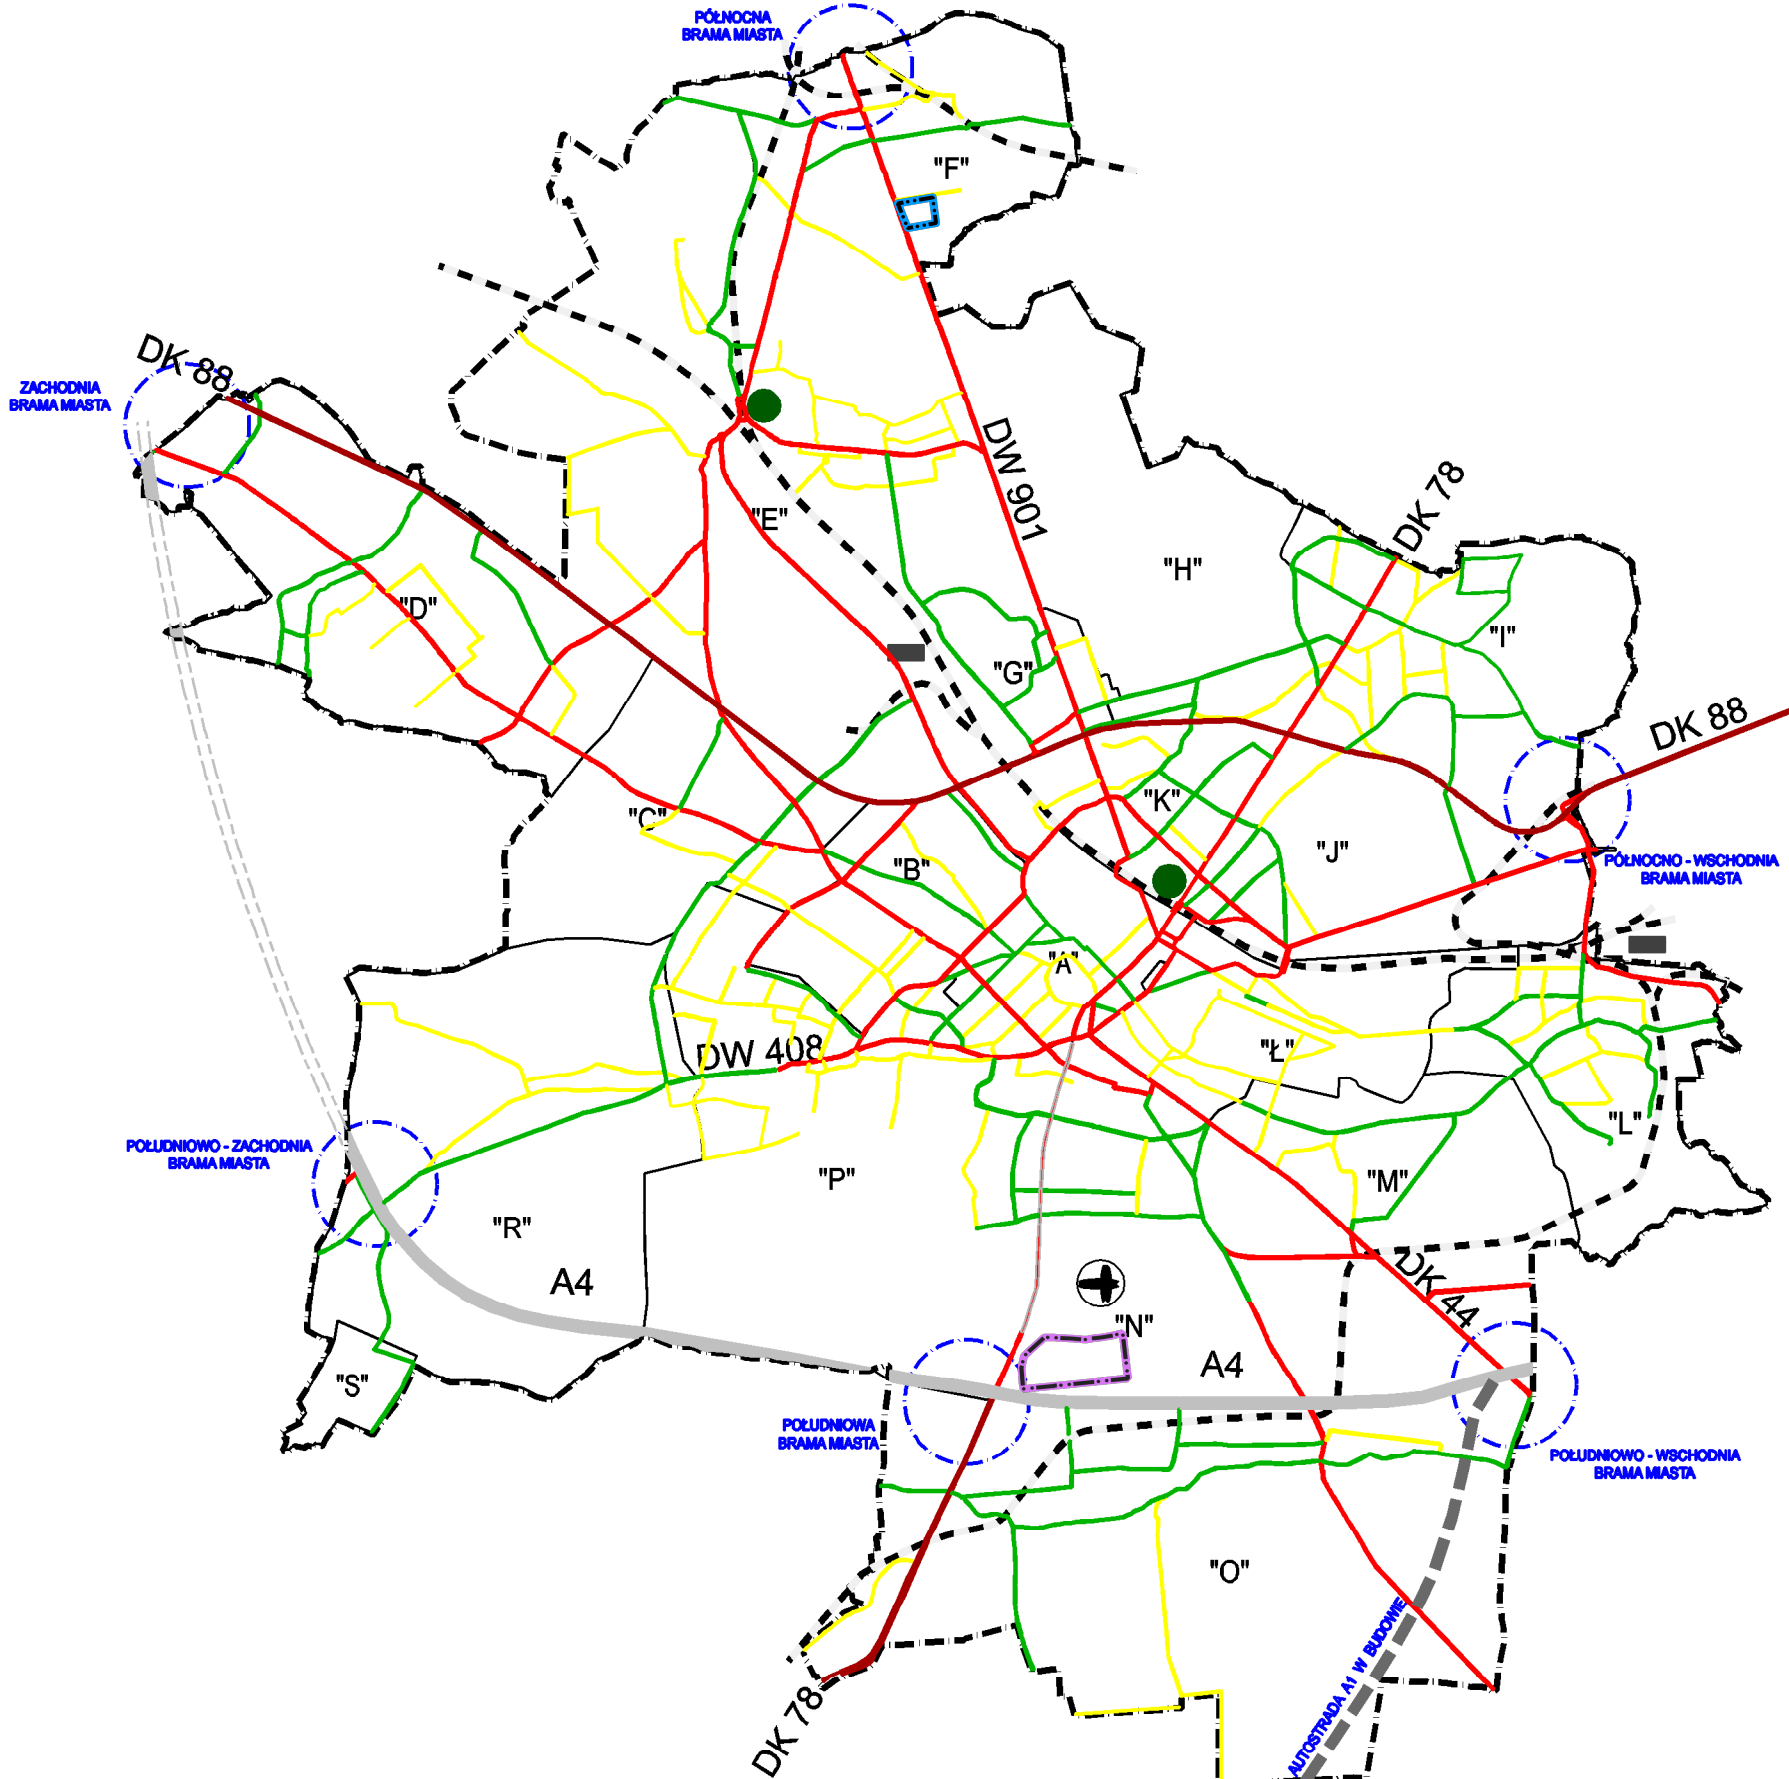 PÓŁNOCNA
BRAMA MIASTA
"F"
DK 88
ZACHODNIA
BRAMA MIASTA
DW 901
DK 78
"E"
"H"
"D"
"I"
"G"
DK 88
"K"
"C"
"J"
"B"
PÓŁNOCNO - WSCHODNIA
BRAMA MIASTA
"A"
DW 408
"Ł"
"L"
POŁUDNIOWO - ZACHODNIA
BRAMA MIASTA
"P"
"M"
"R"
A4
DK 44
"N"
A4
"S"
POŁUDNIOWA
BRAMA MIASTA
POŁUDNIOWO - WSCHODNIA
BRAMA MIASTA
"O"
AUTOSTRADA A1 W BUDOWIE
DK 78